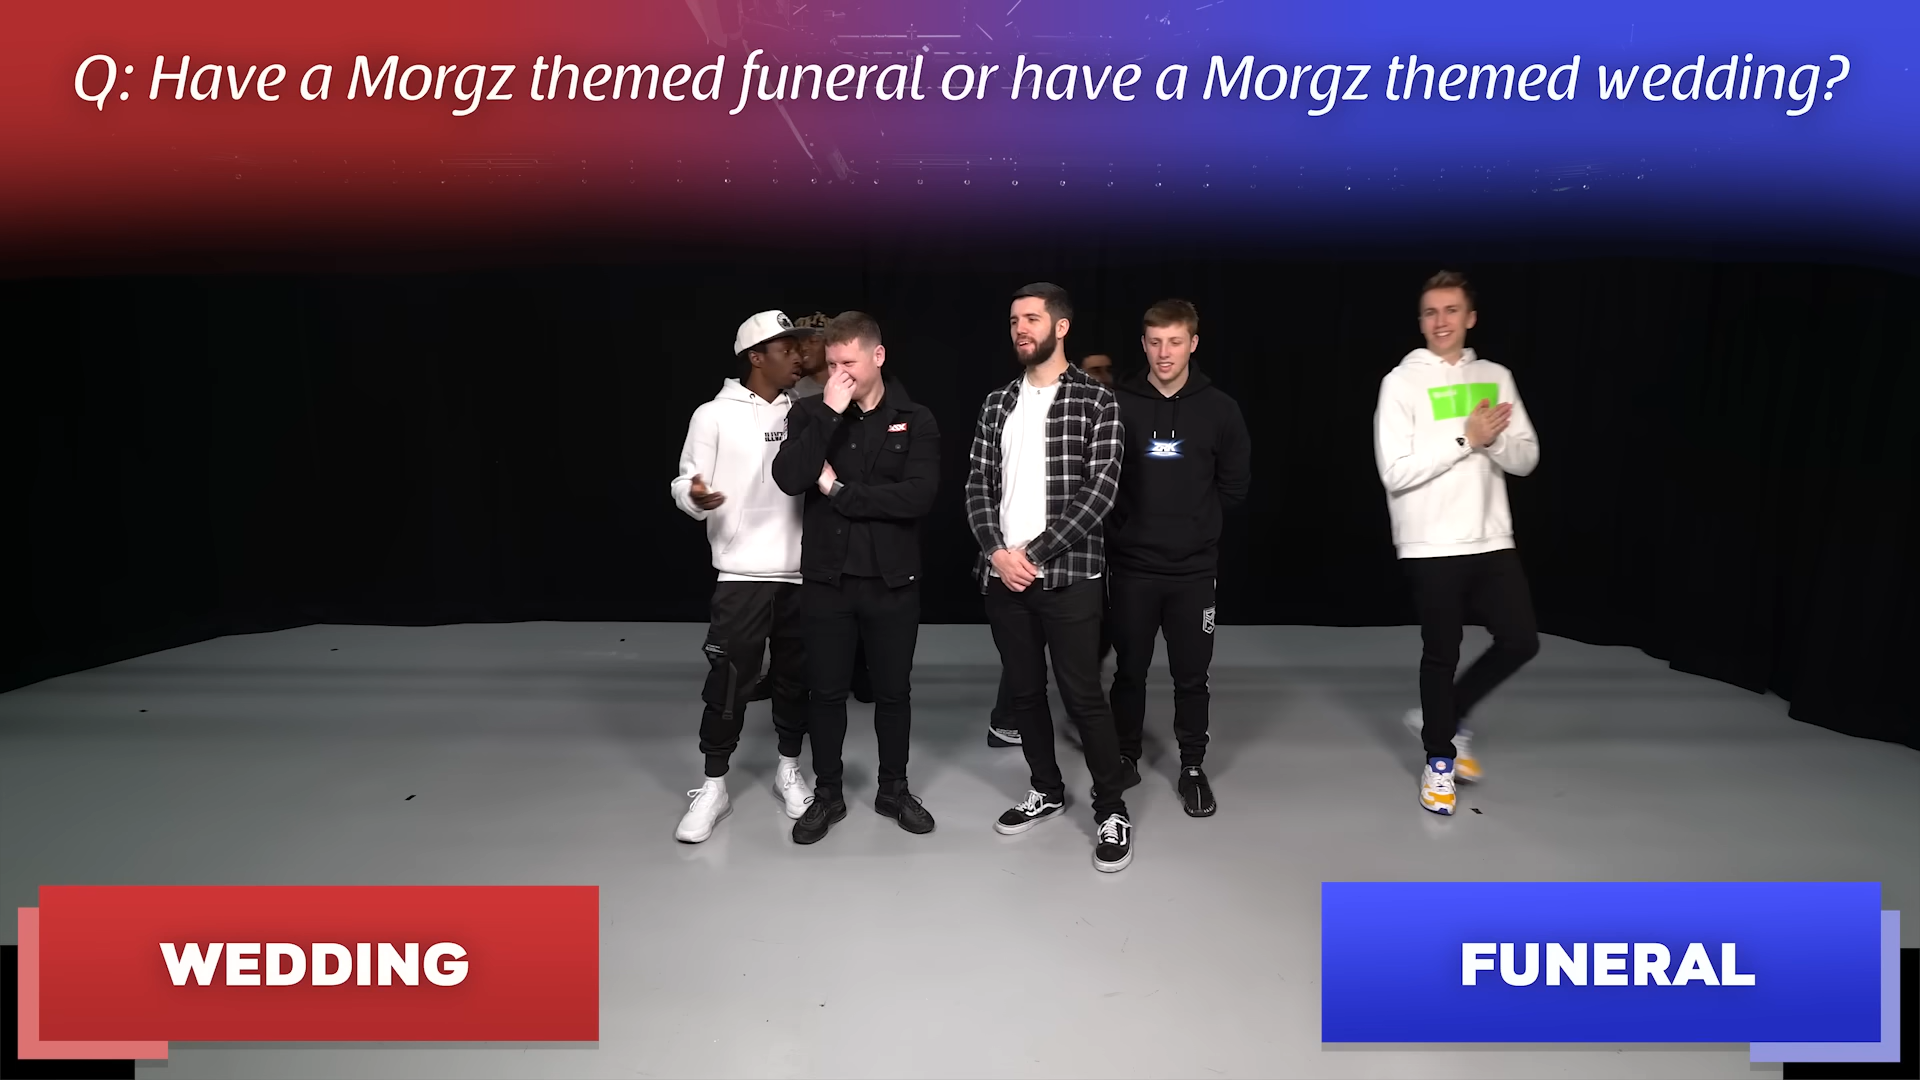 Q: Have a Morgz themed funeral or have a Morgz themed wedding?
WEDDING
FUNERAL